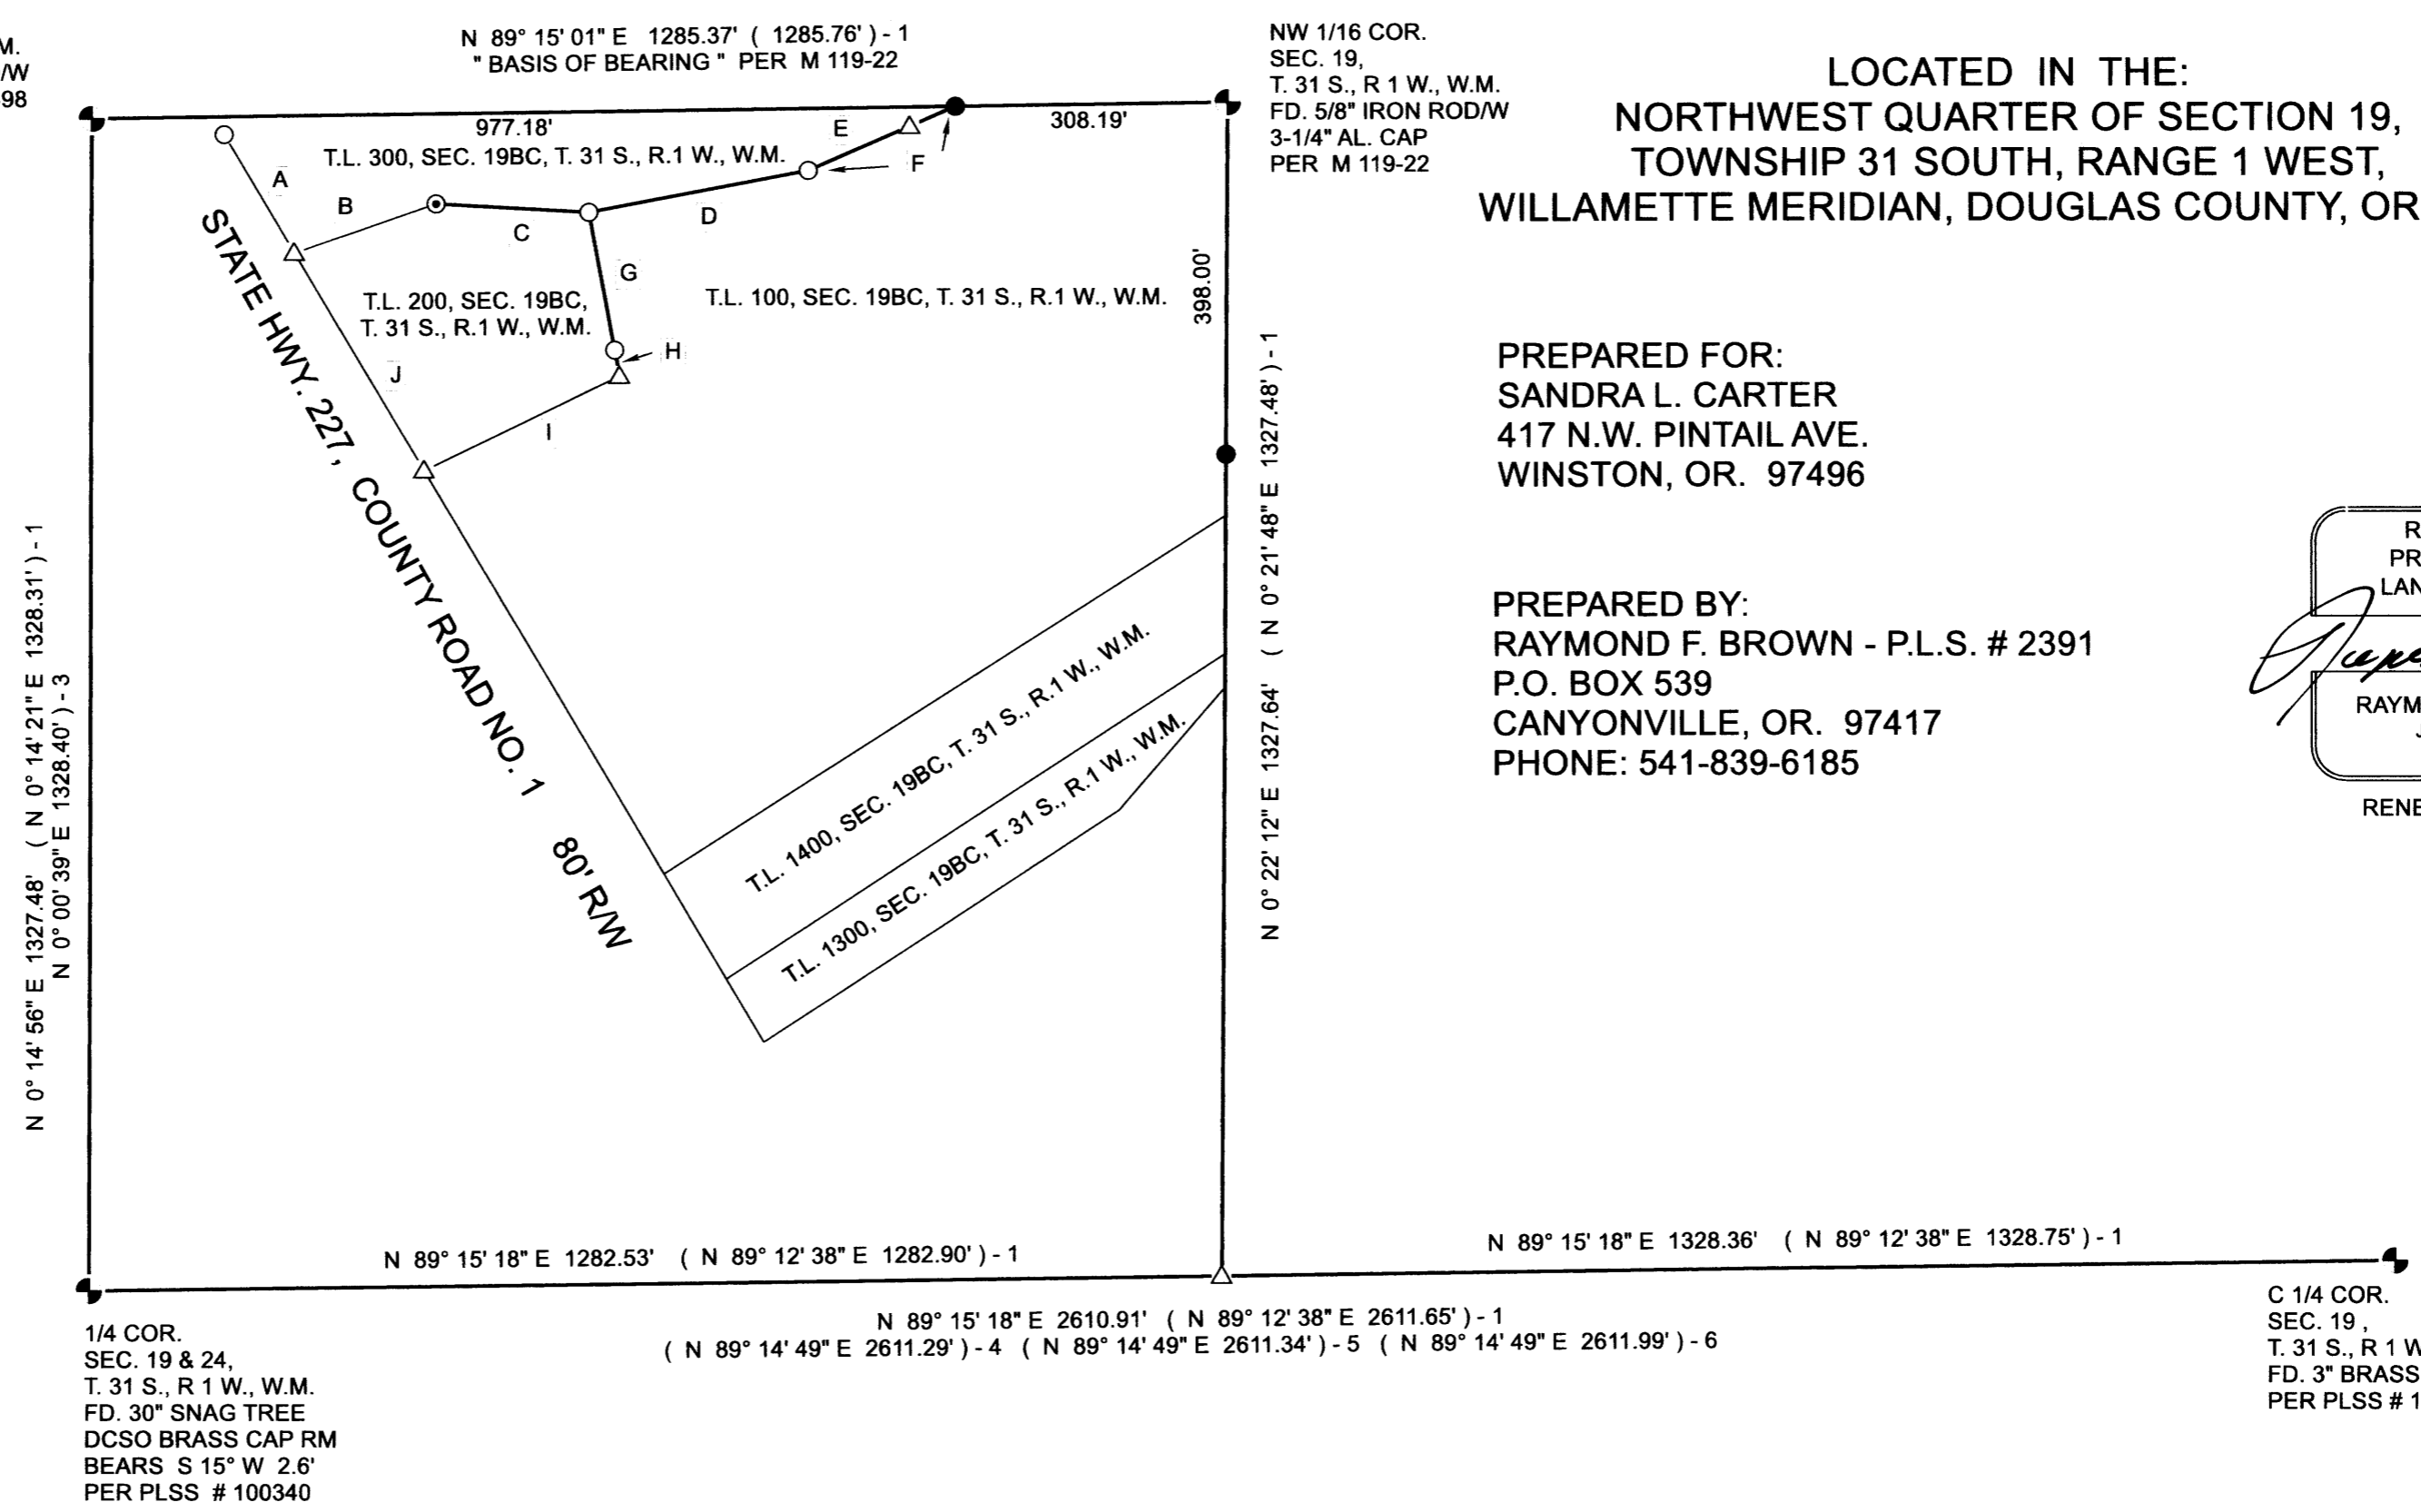 M.
/W
98
N 89° 15' 01" E 1285.37' ( 1285.76' ) - 1
" BASIS OF BEARING " PER M 119-22
NW 1/16 COR.
SEC. 19,
T. 31 S., R 1 W., W.M.
FD. 5/8" IRON ROD/W
3-1/4" AL. CAP
PER M 119-22
LOCATED IN THE:
NORTHWEST QUARTER OF SECTION 19,
TOWNSHIP 31 SOUTH, RANGE 1 WEST,
WILLAMETTE MERIDIAN, DOUGLAS COUNTY, OR
977.18'
E
308.19'
T.L. 300, SEC. 19BC, T. 31 S., R.1 W., W.M.
F
A
B
C
D
G
T.L. 200, SEC. 19BC,
T. 31 S., R.1 W., W.M.
T.L. 100, SEC. 19BC, T. 31 S., R.1 W., W.M.
398.00'
H
J
I
STATE HWY. 227, COUNTY ROAD NO. 1 80' R/W
PREPARED FOR:
SANDRA L. CARTER
417 N.W. PINTAIL AVE.
WINSTON, OR. 97496
PREPARED BY:
RAYMOND F. BROWN - P.L.S. # 2391
P.O. BOX 539
CANYONVILLE, OR. 97417
PHONE: 541-839-6185
R
PR
LAN
RAYM
J
RENE
N 0° 14' 56" E 1327.48' ( N 0° 14' 21" E 1328.31' ) - 1
N 0° 00' 39" E 1328.40' ) - 3
N 0° 22' 12" E 1327.64' ( N 0° 21' 48" E 1327.48' ) - 1
T.L. 1400, SEC. 19BC, T. 31 S., R.1 W., W.M.
T.L. 1300, SEC. 19BC, T. 31 S., R.1 W., W.M.
N 89° 15' 18" E 1282.53' ( N 89° 12' 38" E 1282.90' ) - 1
N 89° 15' 18" E 1328.36' ( N 89° 12' 38" E 1328.75' ) - 1
N 89° 15' 18" E 2610.91' ( N 89° 12' 38" E 2611.65' ) - 1
( N 89° 14' 49" E 2611.29' ) - 4 ( N 89° 14' 49" E 2611.34' ) - 5 ( N 89° 14' 49" E 2611.99' ) - 6
1/4 COR.
SEC. 19 & 24,
T. 31 S., R 1 W., W.M.
FD. 30" SNAG TREE
DCSO BRASS CAP RM
BEARS S 15° W 2.6'
PER PLSS # 100340
C 1/4 COR.
SEC. 19 ,
T. 31 S., R 1 W
FD. 3" BRASS
PER PLSS # 1